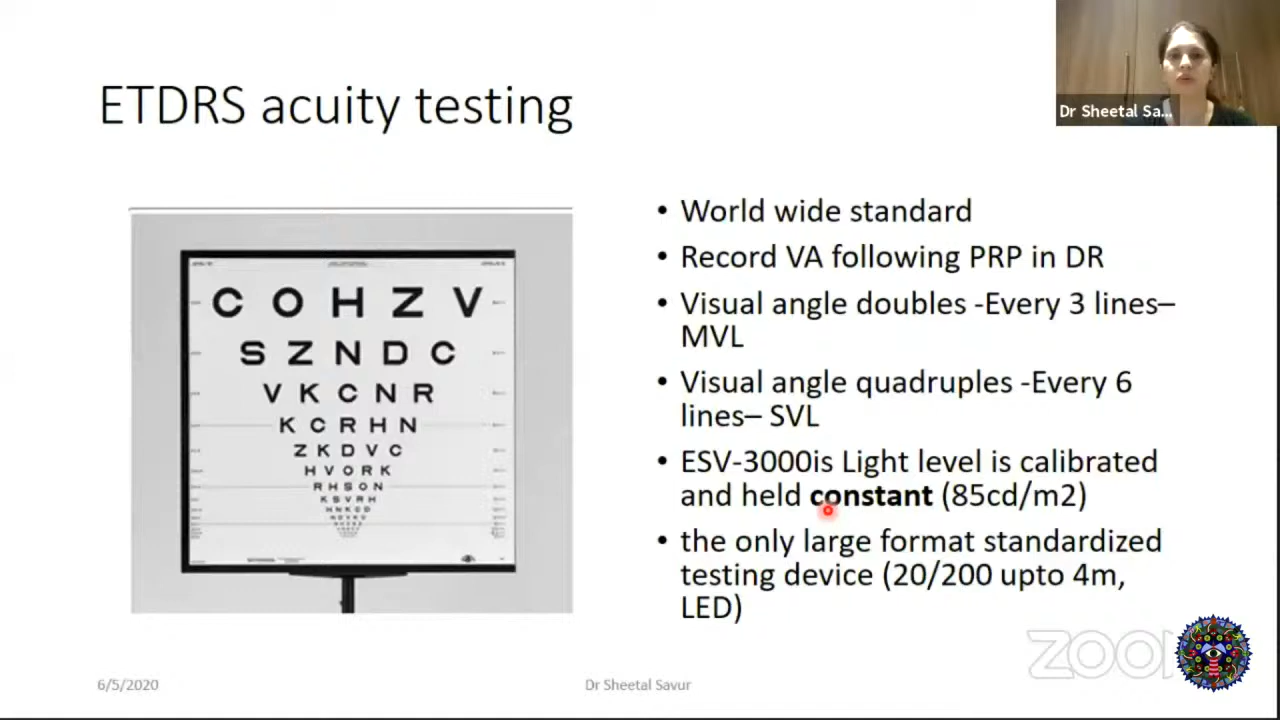 ETDRS acuity testing
Dr Sheetal Sa...
C O H Z V
S Z N D C
V K C N R
K C R H N
Z K D V C
H V O R K
R H S O N
K S V R H
H N K C D
• World wide standard
• Record VA following PRP in DR
• Visual angle doubles -Every 3 lines–
MVL
• Visual angle quadruples -Every 6
lines– SVL
• ESV-3000is Light level is calibrated
and held constant (85cd/m2)
• the only large format standardized
testing device (20/200 upto 4m,
LED)
6/5/2020
Dr Sheetal Savur
ZOOM